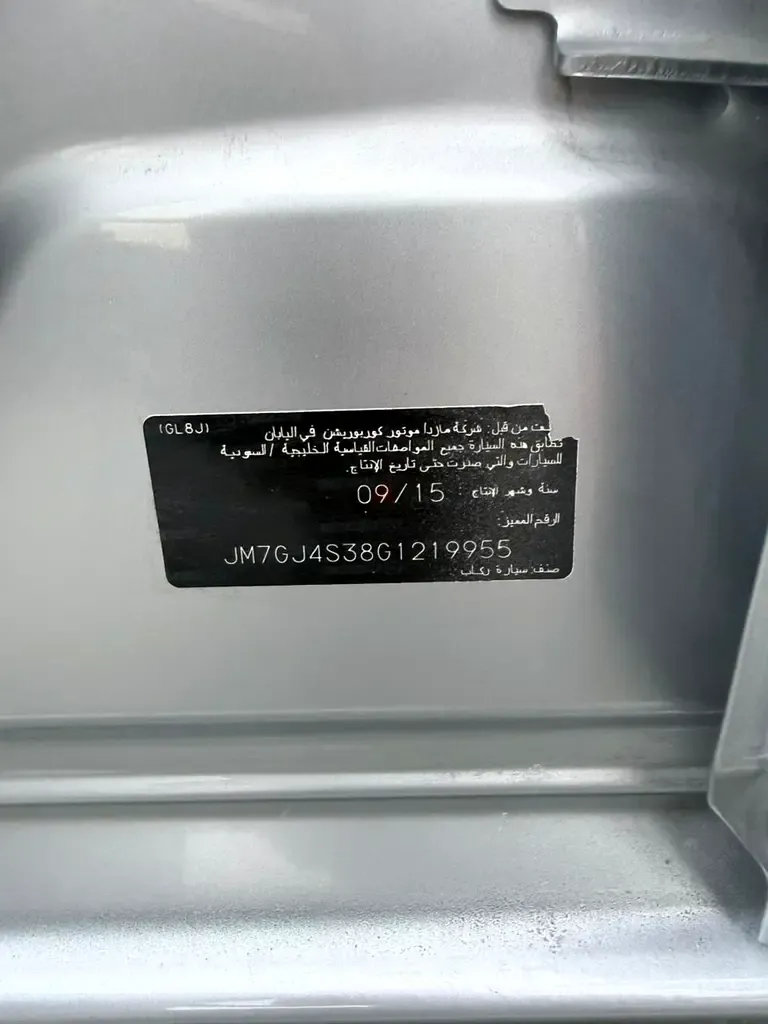 (GL8J)
من قبل: شركة مازدا موتور كوربوريشن في اليابان
تطابق هذه السيارة جميع المواصفات القياسية الخليجية / السعودية
للسيارات والتي صدرت حتى تاريخ الإنتاج.
سنة وشهر الإنتاج : 09/15
الرقم المميز:
JM7GJ4S38G1219955
صنف: سيارة ركاب